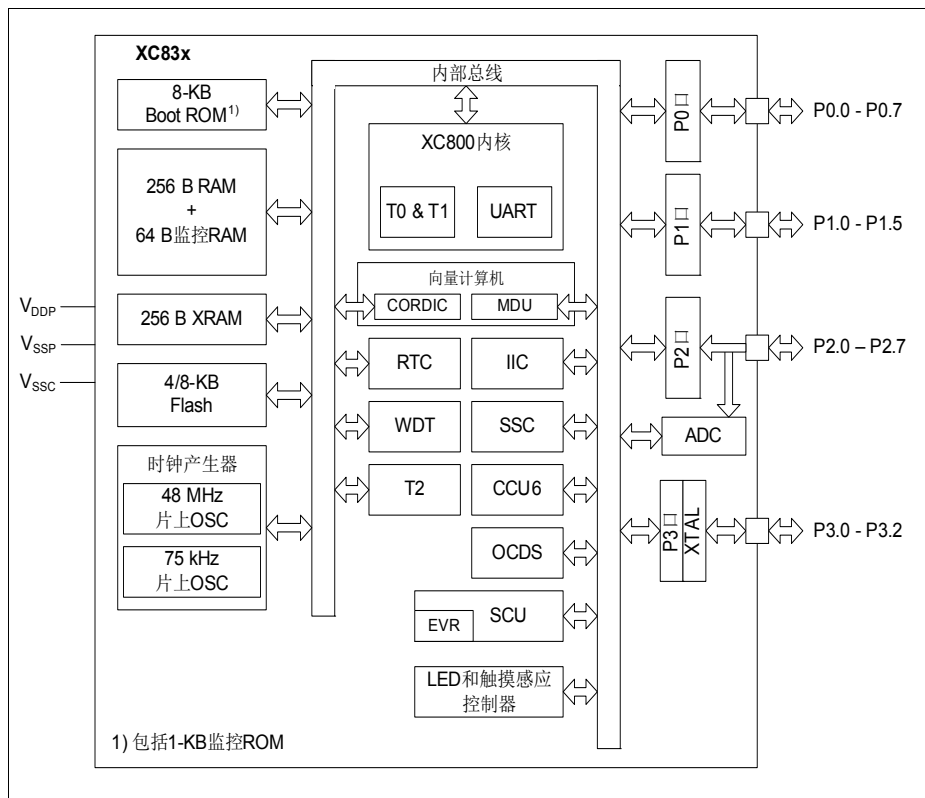 XC83x
内部总线
8-KB
Boot ROM1)
256 B RAM
+
64 B监控RAM
256 B XRAM
4/8-KB
Flash
时钟产生器
48 MHz
片上OSC
75 kHz
片上OSC
VDDP
VSSP
VSSC
XC800内核
T0 & T1
UART
向量计算机
CORDIC
MDU
RTC
IIC
WDT
SSC
T2
CCU6
OCDS
SCU
EVR
LED和触摸感应
控制器
P0口
P0.0 - P0.7
P1口
P1.0 - P1.5
P2口
P2.0 – P2.7
ADC
P3口
XTAL
P3.0 - P3.2
1) 包括1-KB监控ROM